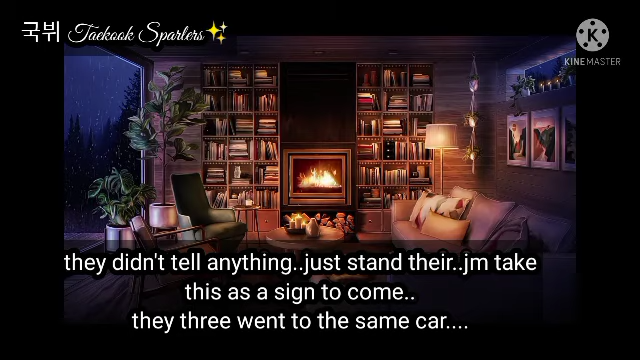 국뷔 Taekook Sparlers✨
KINEMASTER
they didn't tell anything..just stand their..jm take
this as a sign to come..
they three went to the same car....